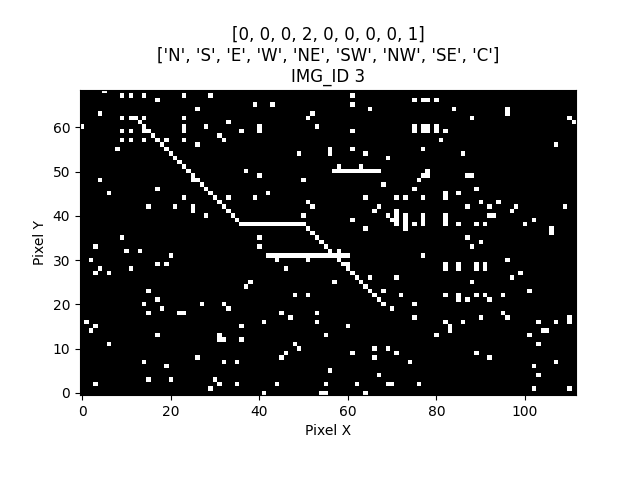 [0, 0, 0, 2, 0, 0, 0, 0, 1]
['N', 'S', 'E', 'W', 'NE', 'SW', 'NW', 'SE', 'C']
IMG_ID 3
60
50
40
30
20
10
0
Pixel Y
0 20 40 60 80 100
Pixel X